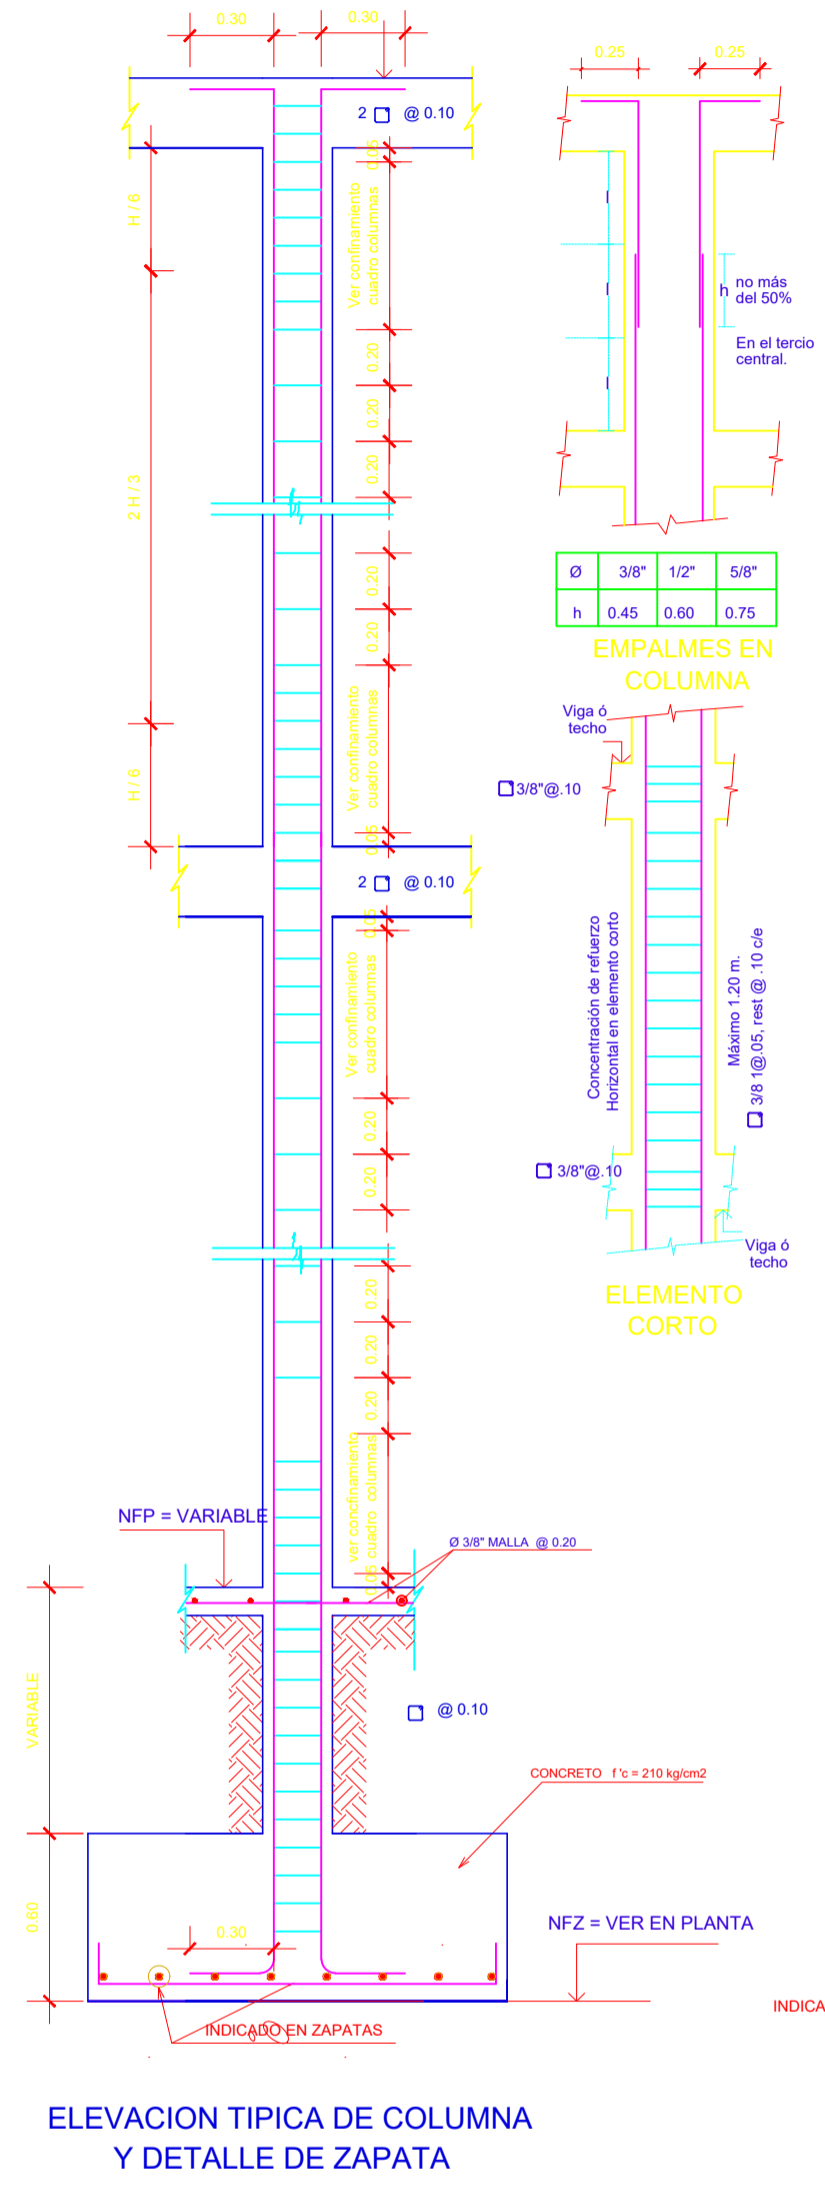 0.30
0.30
2 @ 0.10
0.05
H / 6
Ver confinamiento
cuadro columnas
0.20
0.20
0.20
2 H / 3
0.20
0.20
Ver confinamiento
cuadro columnas
H / 6
0.05
2 @ 0.10
0.05
Ver confinamiento
cuadro columnas
0.20
0.20
0.20
0.20
0.20
ver concfinamiento
cuadro columnas
0.05
NFP = VARIABLE
Ø 3/8" MALLA @ 0.20
VARIABLE
@ 0.10
CONCRETO f 'c = 210 kg/cm2
0.60
0.30
NFZ = VER EN PLANTA
INDICADO EN ZAPATAS
INDICA
ELEVACION TIPICA DE COLUMNA
Y DETALLE DE ZAPATA
0.25
0.25
l
l
l
h
no más
del 50%
En el tercio
central.
Ø 3/8" 1/2" 5/8"
h 0.45 0.60 0.75
EMPALMES EN
COLUMNA
Viga ó
techo
3/8"@.10
Concentración de refuerzo
Horizontal en elemento corto
Máximo 1.20 m.
3/8 1@.05, rest @ .10 c/e
3/8"@.10
Viga ó
techo
ELEMENTO
CORTO